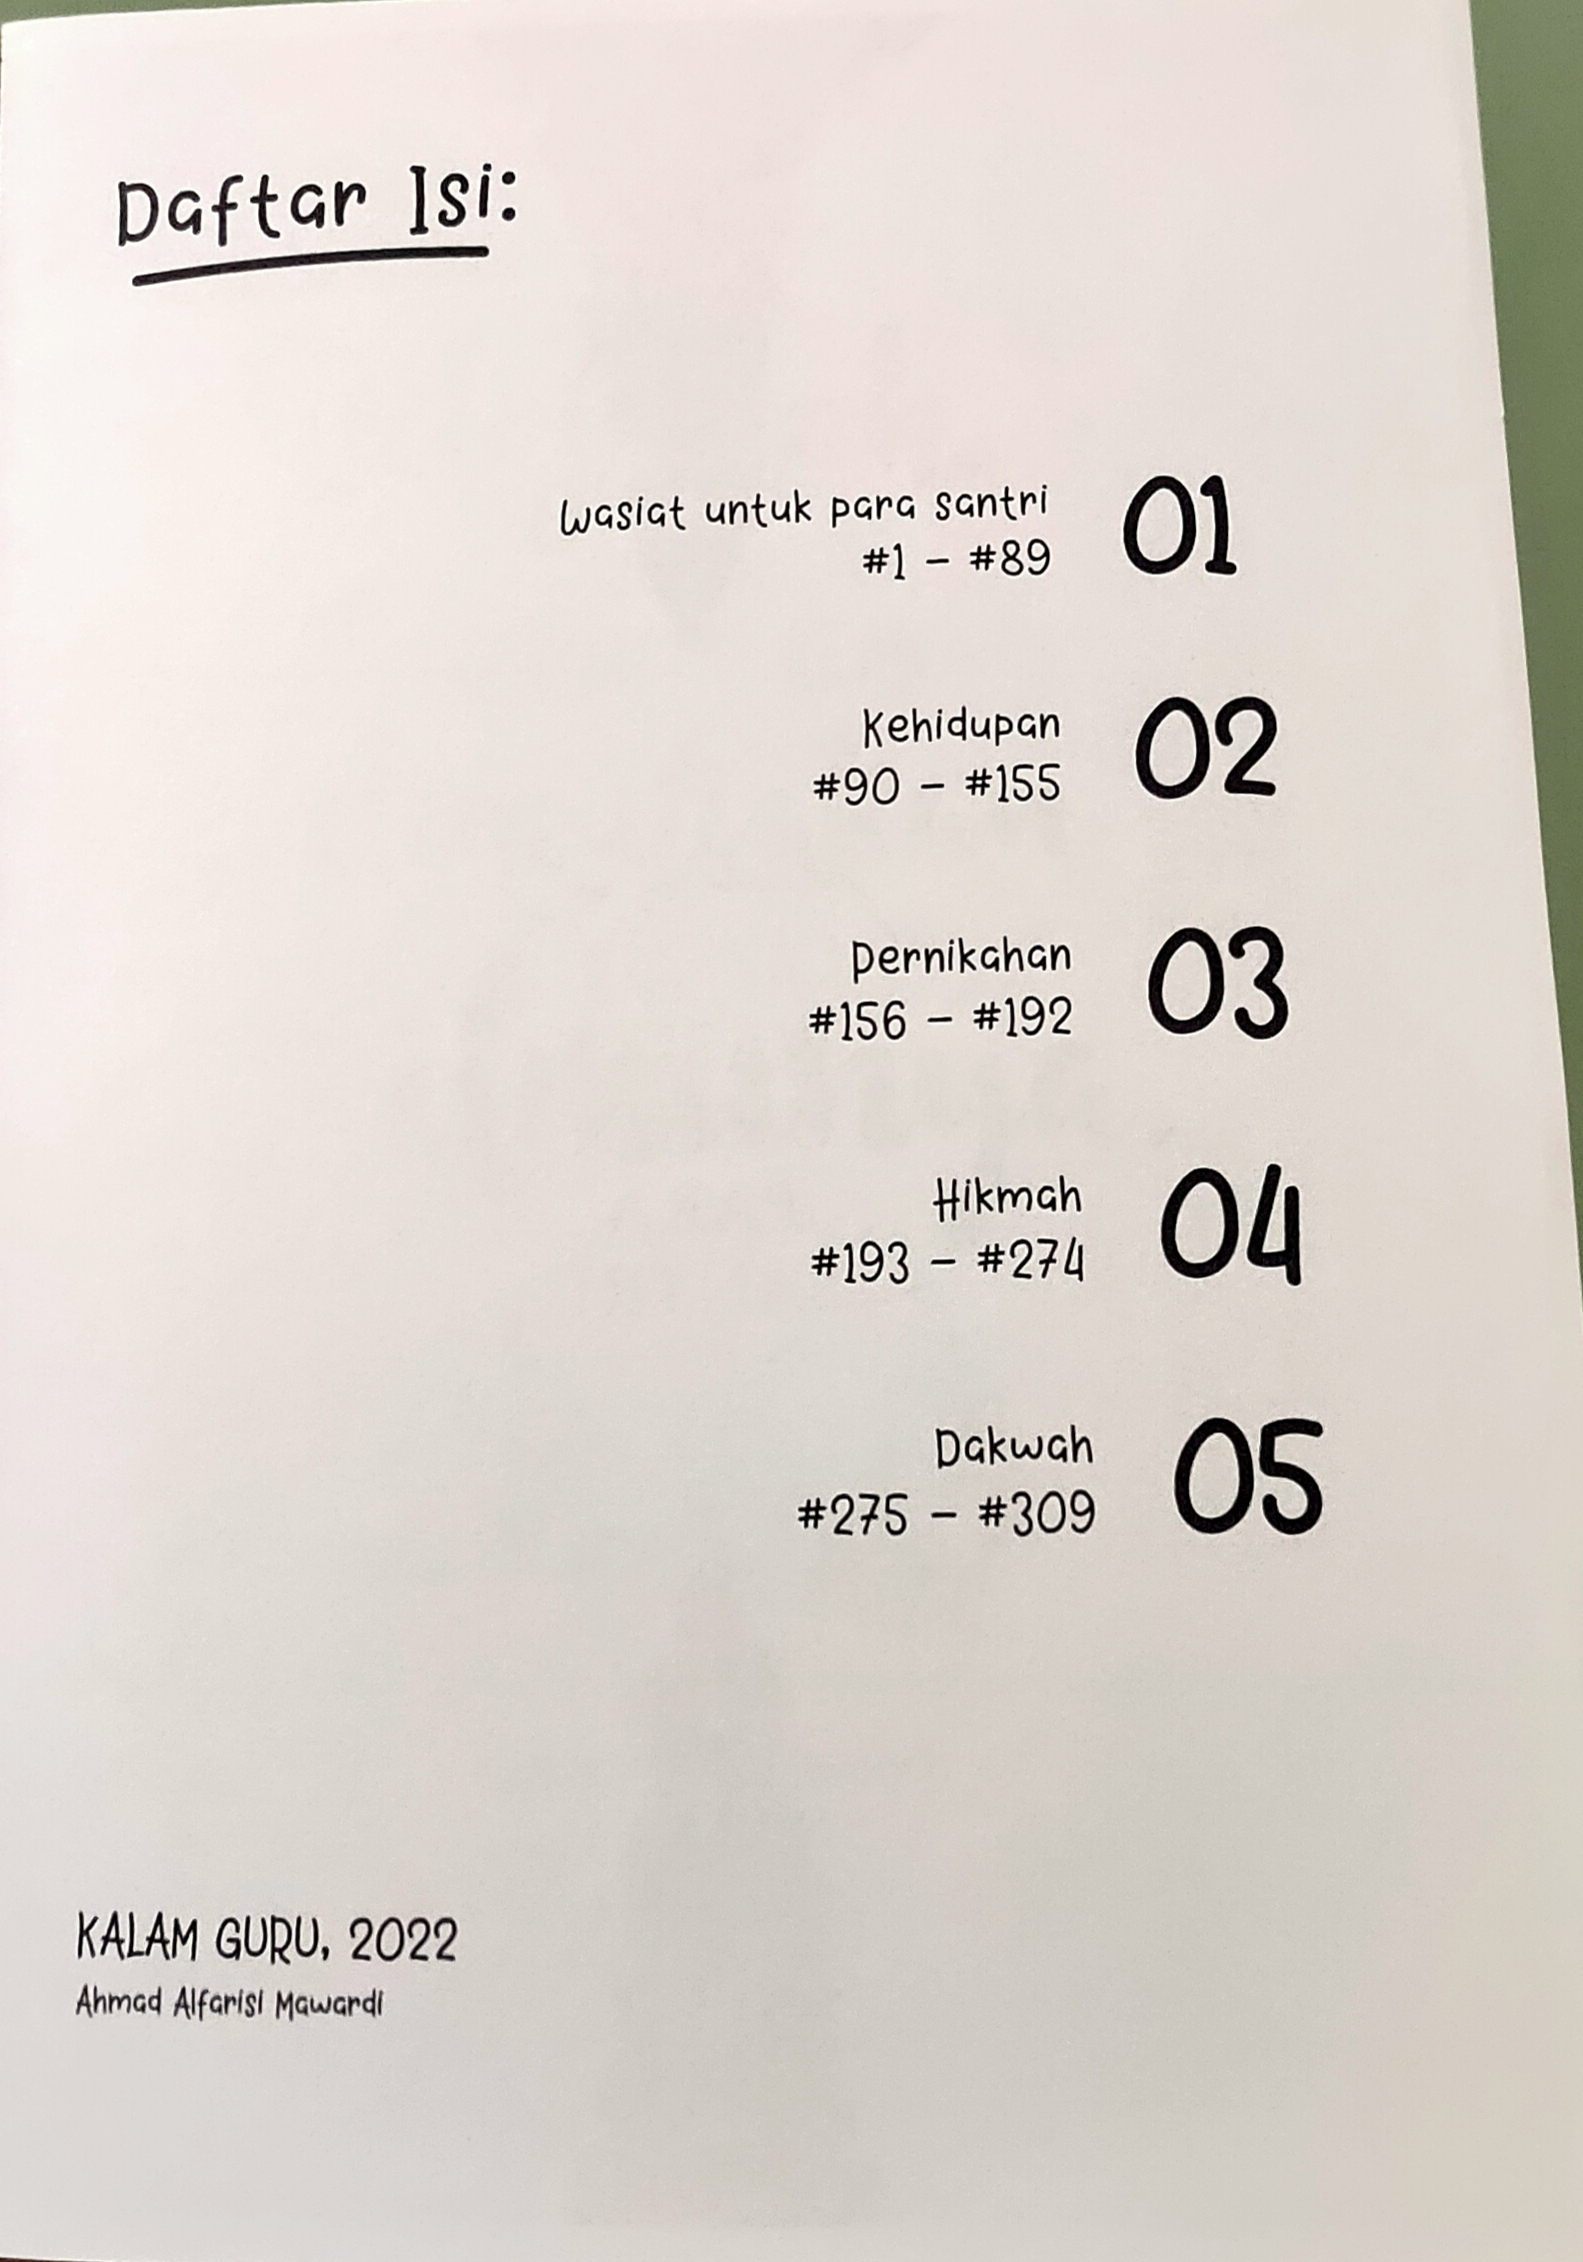 Daftar Isi:
Wasiat untuk para santri 01
#1 – #89
Kehidupan 02
#90 – #155
Pernikahan 03
#156 – #192
Hikmah 04
#193 – #274
Dakwah 05
#275 – #309
KALAM GURU, 2022
Ahmad Alfarisi Mawardi